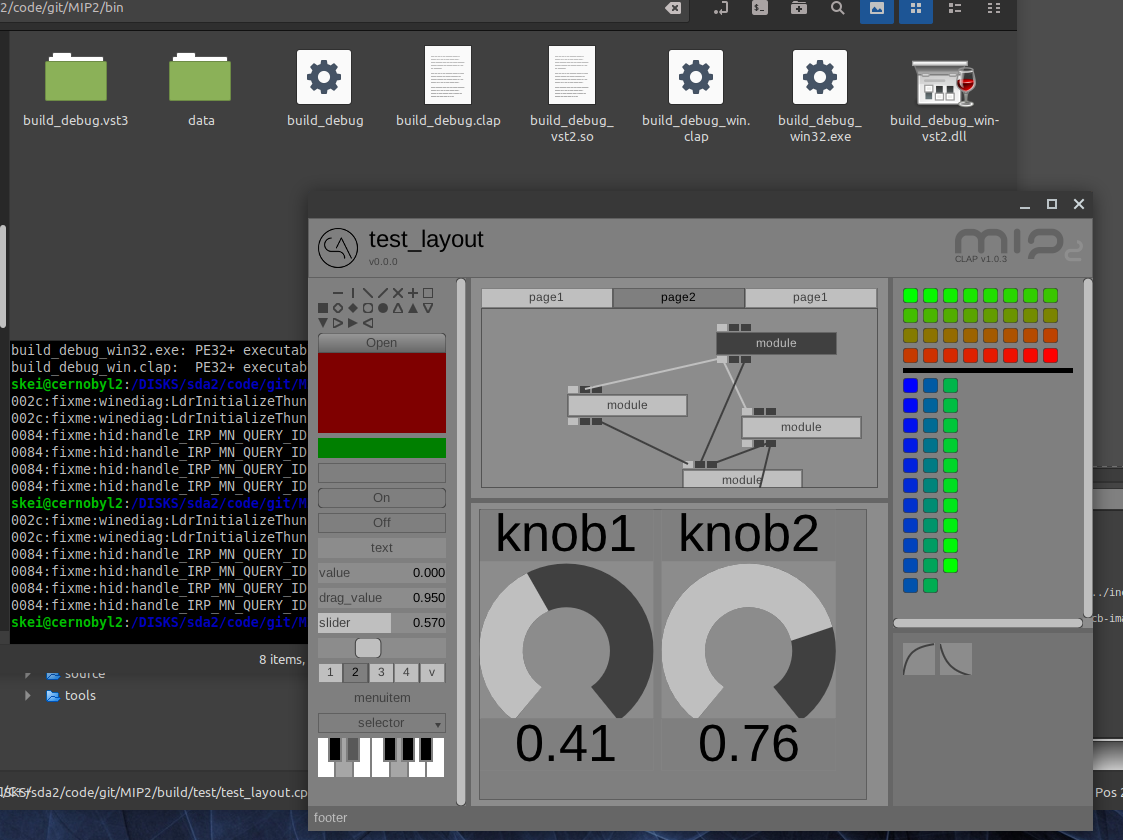 2/code/git/MIP2/bin
build_debug.vst3
data
build_debug
build_debug.clap
build_debug_
vst2.so
build_debug_win.
clap
build_debug_
win32.exe
build_debug_win-
vst2.dll
test_layout
v0.0.0
MIP2
CLAP v1.0.3
page1
page2
page1
Open
module
module
module
module
On
Off
text
value 0.000
drag_value 0.950
slider 0.570
1 2 3 4 v
menuitem
selector
knob1 knob2
0.41 0.76
footer
build_debug_win32.exe: PE32+ executab
build_debug_win.clap: PE32+ executab
skei@cernobyl2:/DISKS/sda2/code/git/M
002c:fixme:winediag:LdrInitializeThun
002c:fixme:winediag:LdrInitializeThun
0084:fixme:hid:handle_IRP_MN_QUERY_ID
0084:fixme:hid:handle_IRP_MN_QUERY_ID
0084:fixme:hid:handle_IRP_MN_QUERY_ID
0084:fixme:hid:handle_IRP_MN_QUERY_ID
skei@cernobyl2:/DISKS/sda2/code/git/M
002c:fixme:winediag:LdrInitializeThun
002c:fixme:winediag:LdrInitializeThun
0084:fixme:hid:handle_IRP_MN_QUERY_ID
0084:fixme:hid:handle_IRP_MN_QUERY_ID
0084:fixme:hid:handle_IRP_MN_QUERY_ID
0084:fixme:hid:handle_IRP_MN_QUERY_ID
skei@cernobyl2:/DISKS/sda2/code/git/M
8 items,
source
tools
sda2/code/git/MIP2/build/test/test_layout.cp
../in
cb-ima
Pos 2